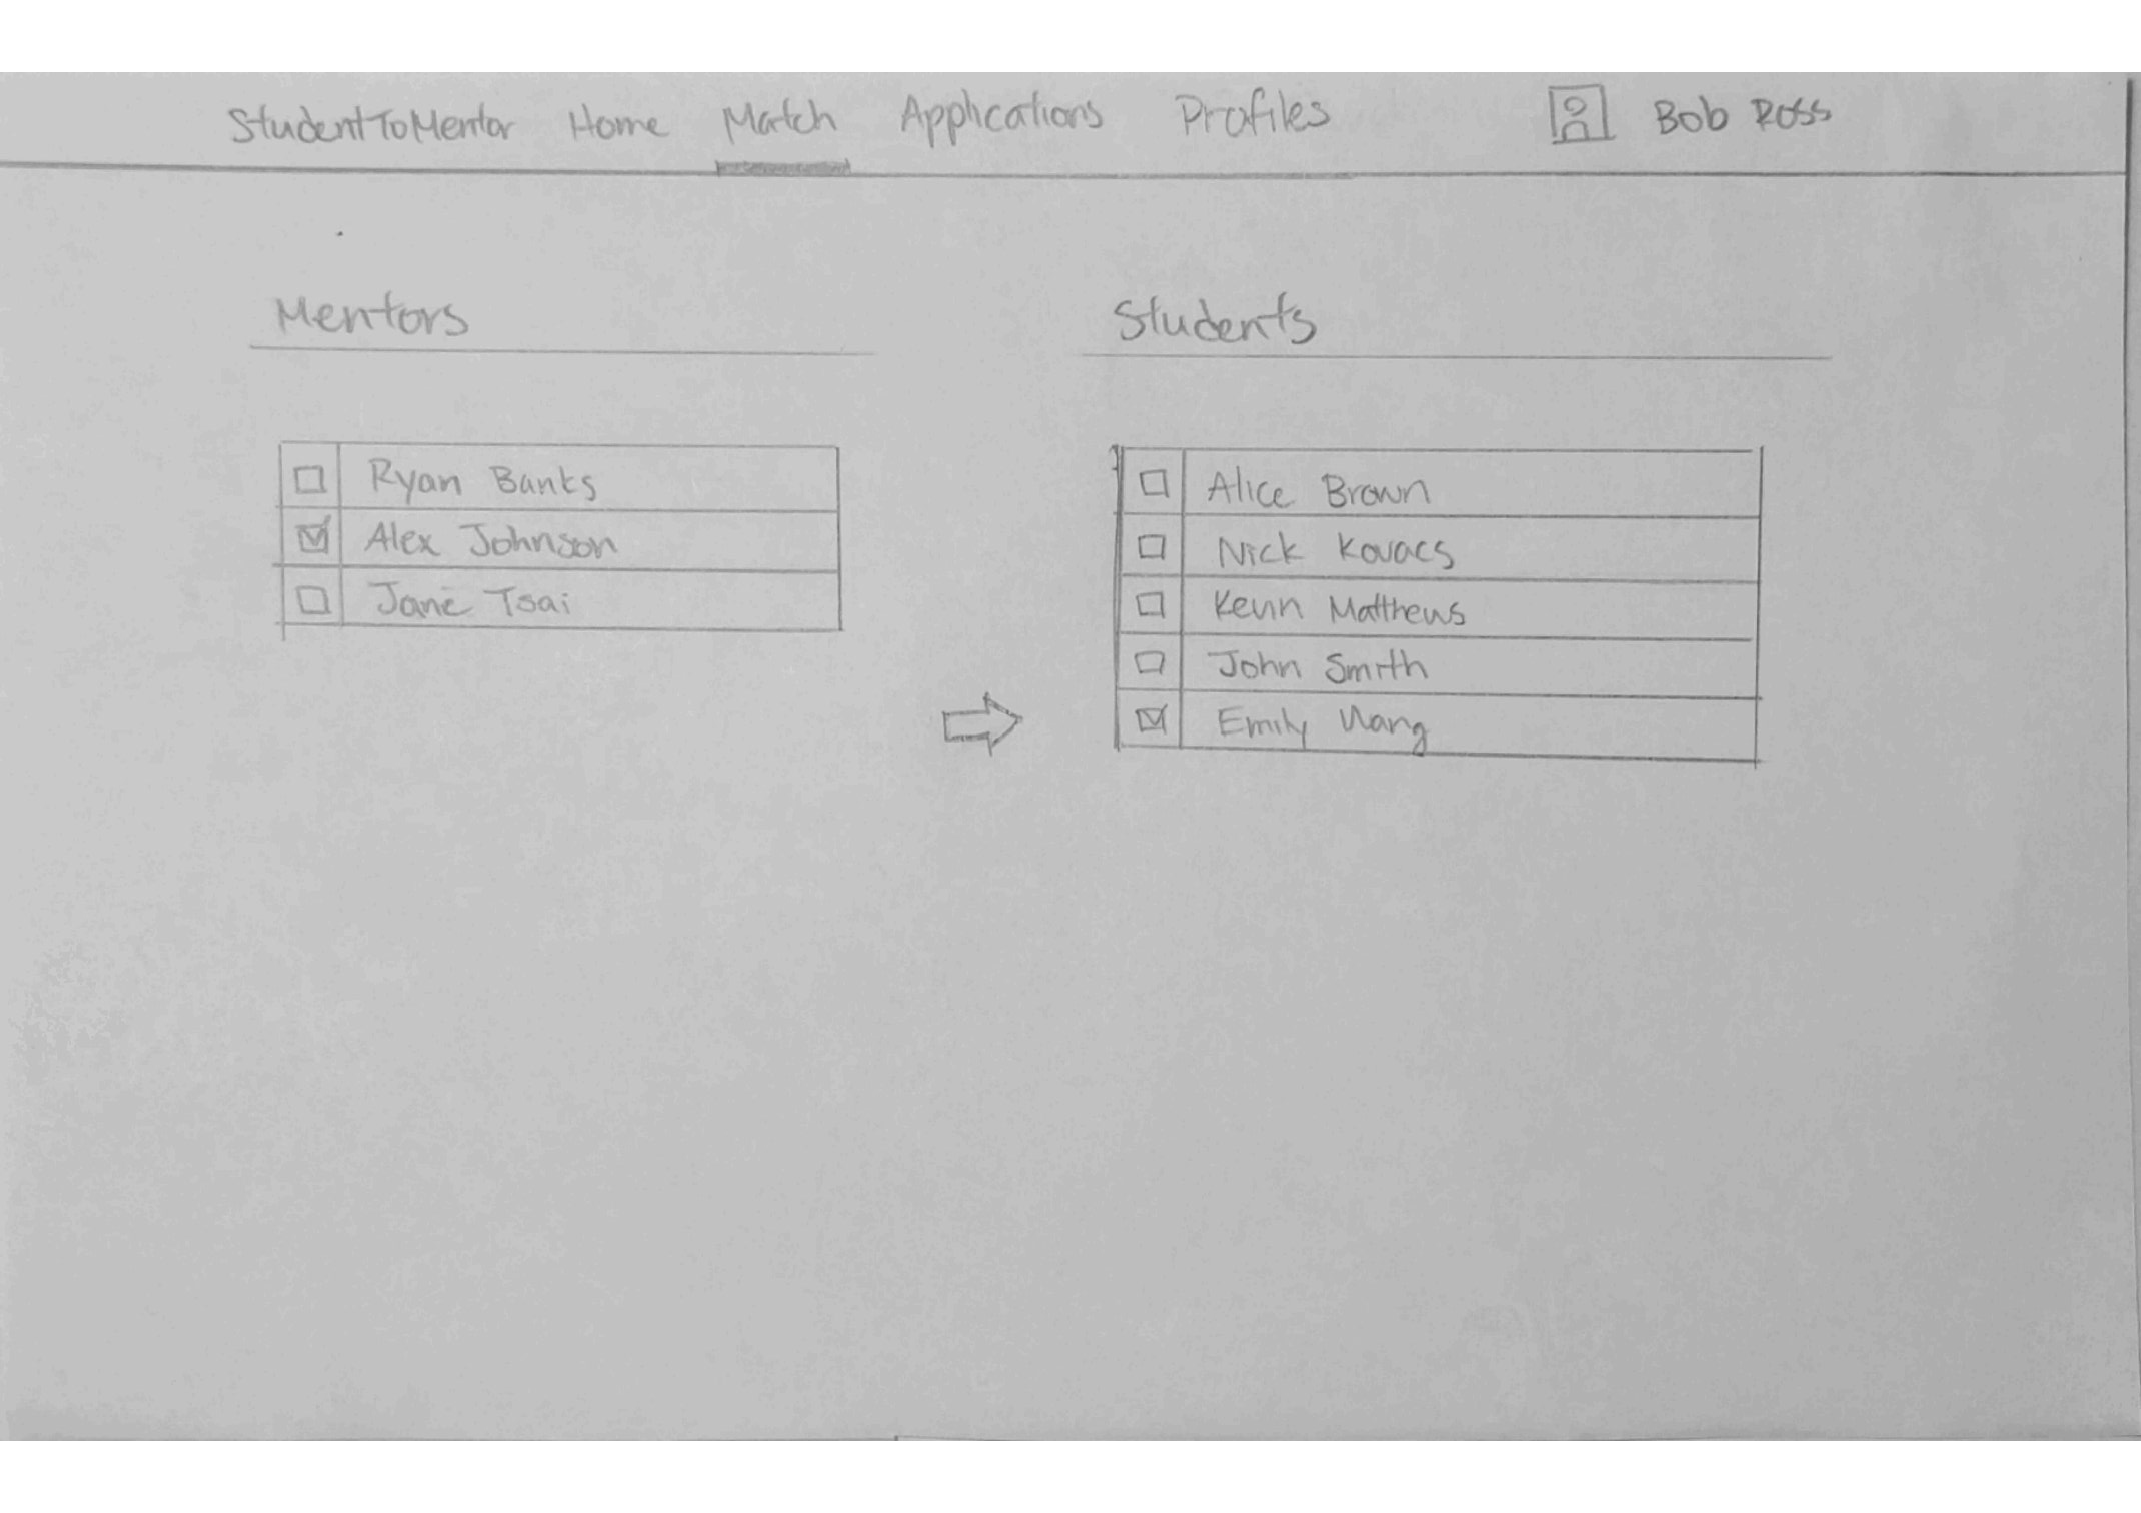 StudentToMentor Home Match Applications Profiles Bob Ross
Mentors
Ryan Banks
Alex Johnson
Jane Tsai
Students
Alice Brown
Nick Kovacs
Kevin Matthews
John Smith
Emily Wang